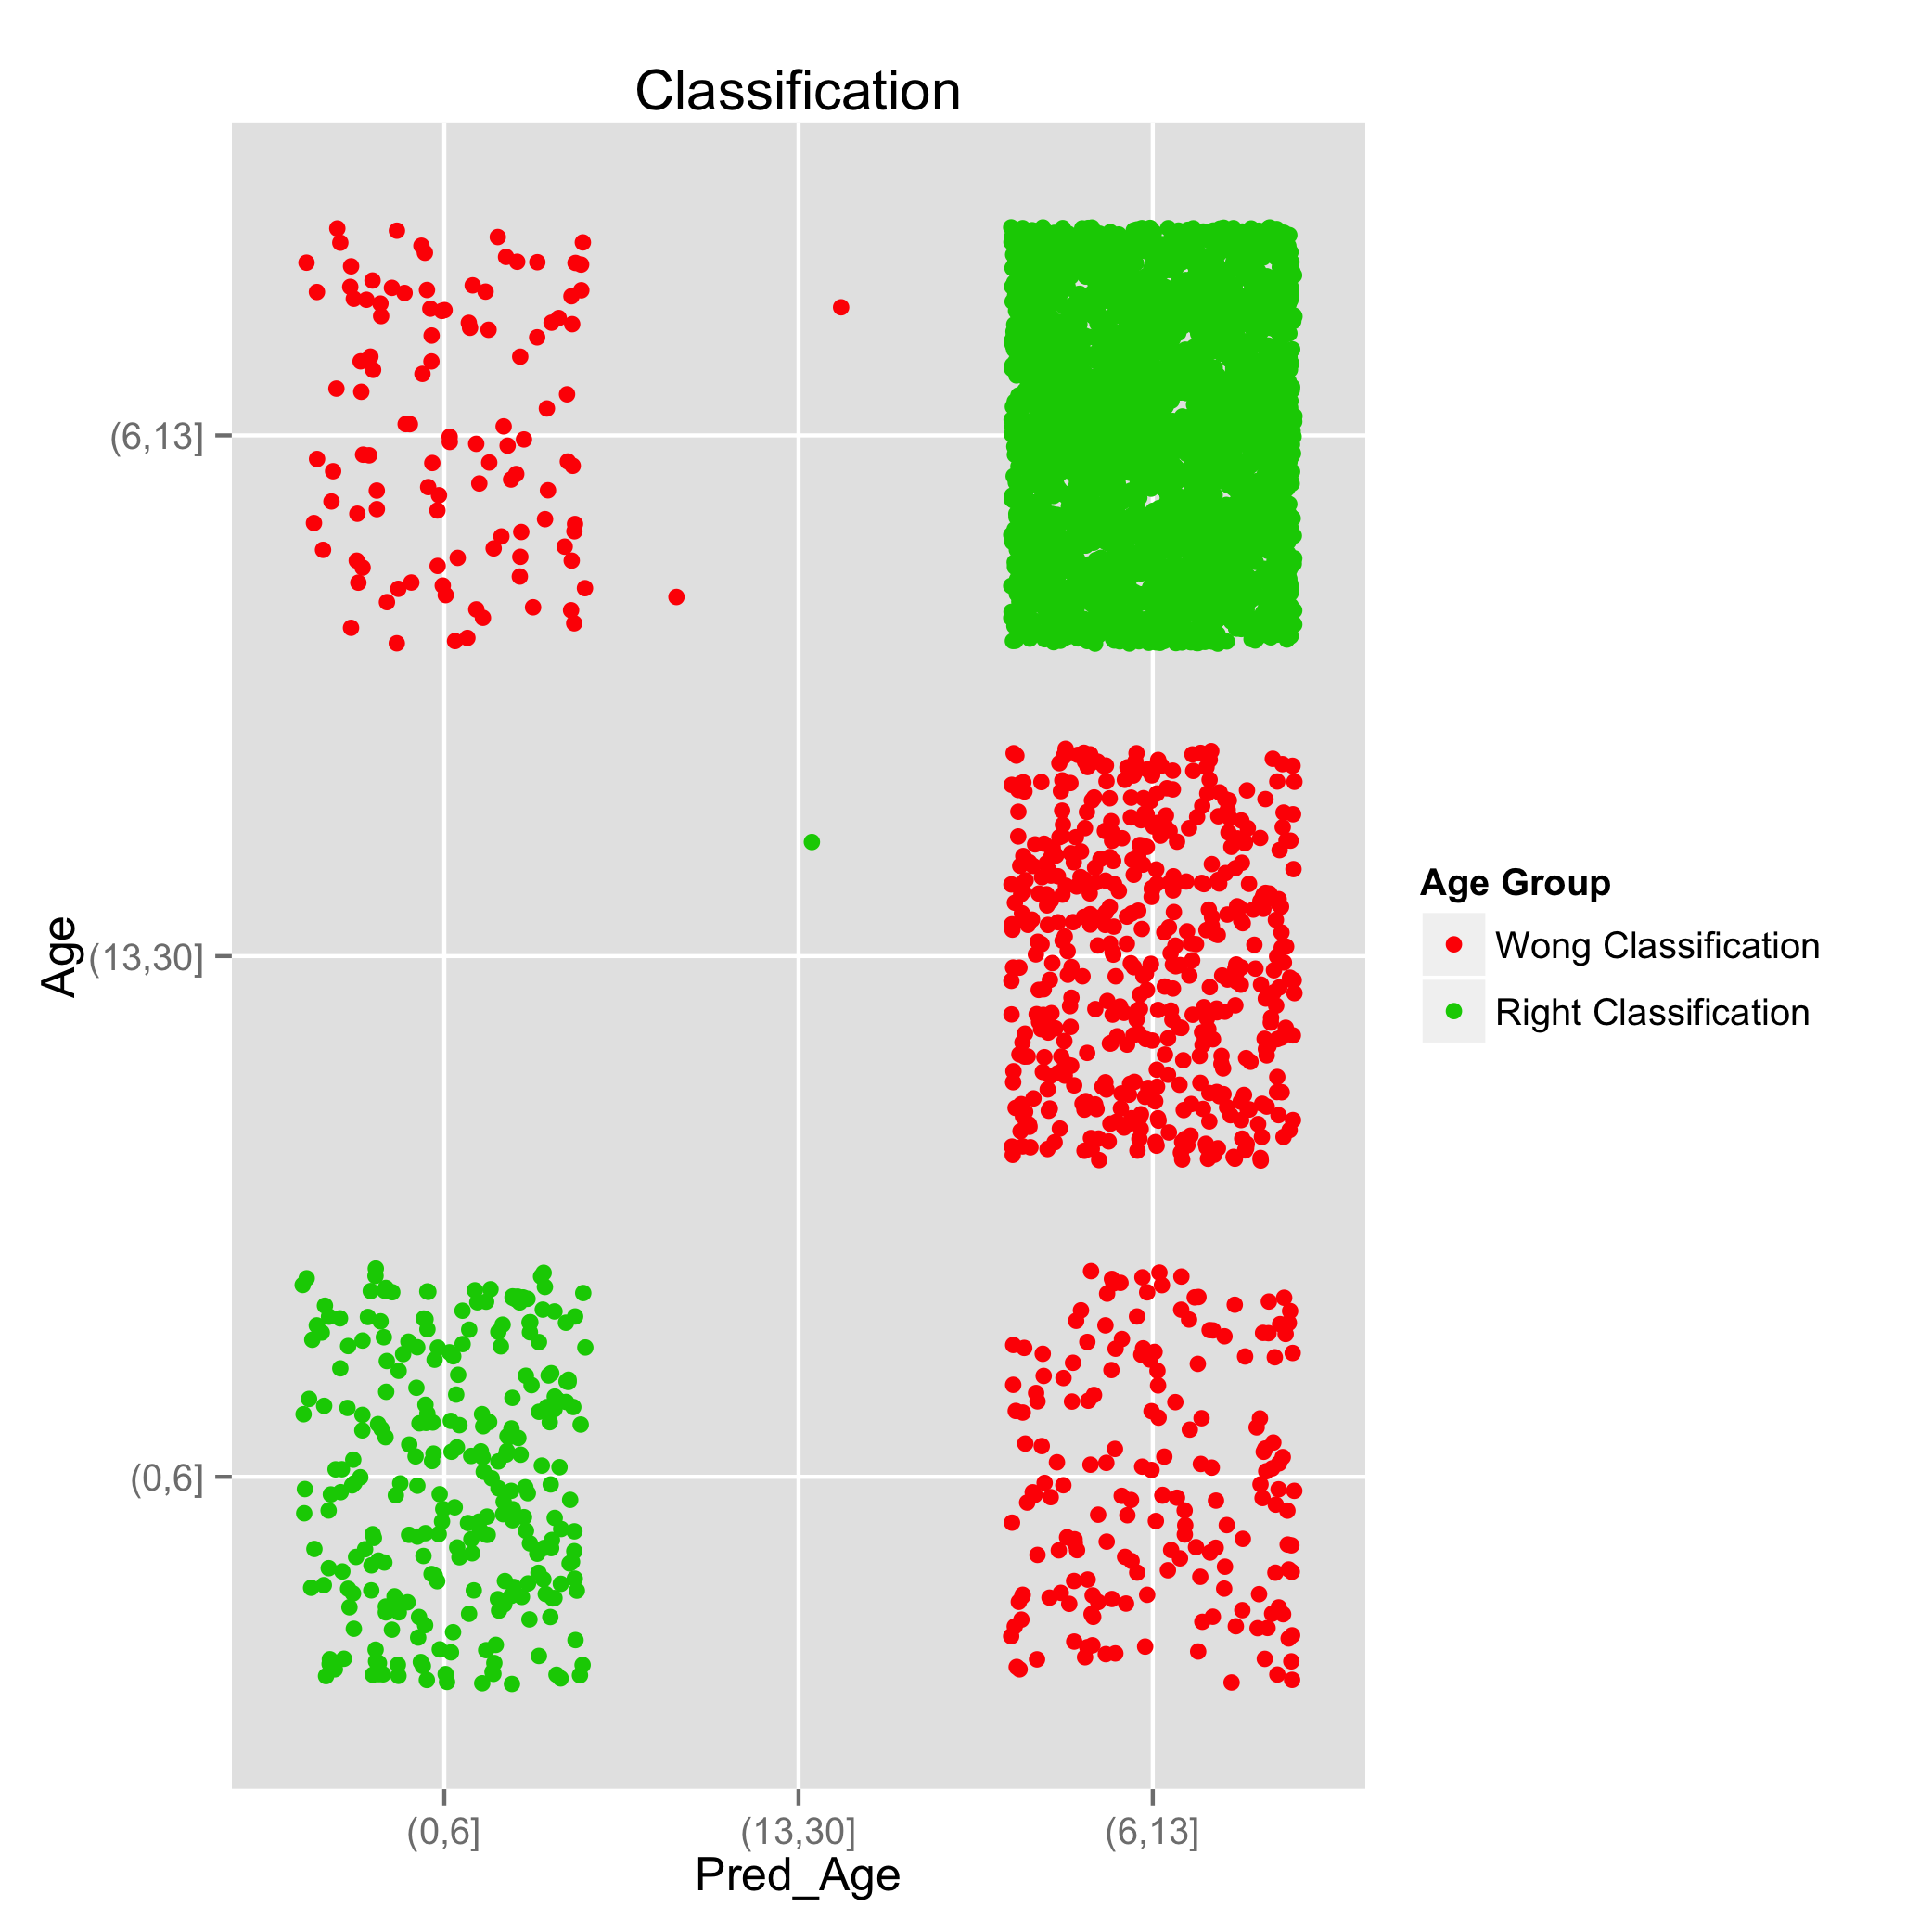 Classification
(6,13]
(13,30]
(0,6]
Age
Age Group
Wong Classification
Right Classification
(0,6]
(13,30]
(6,13]
Pred_Age